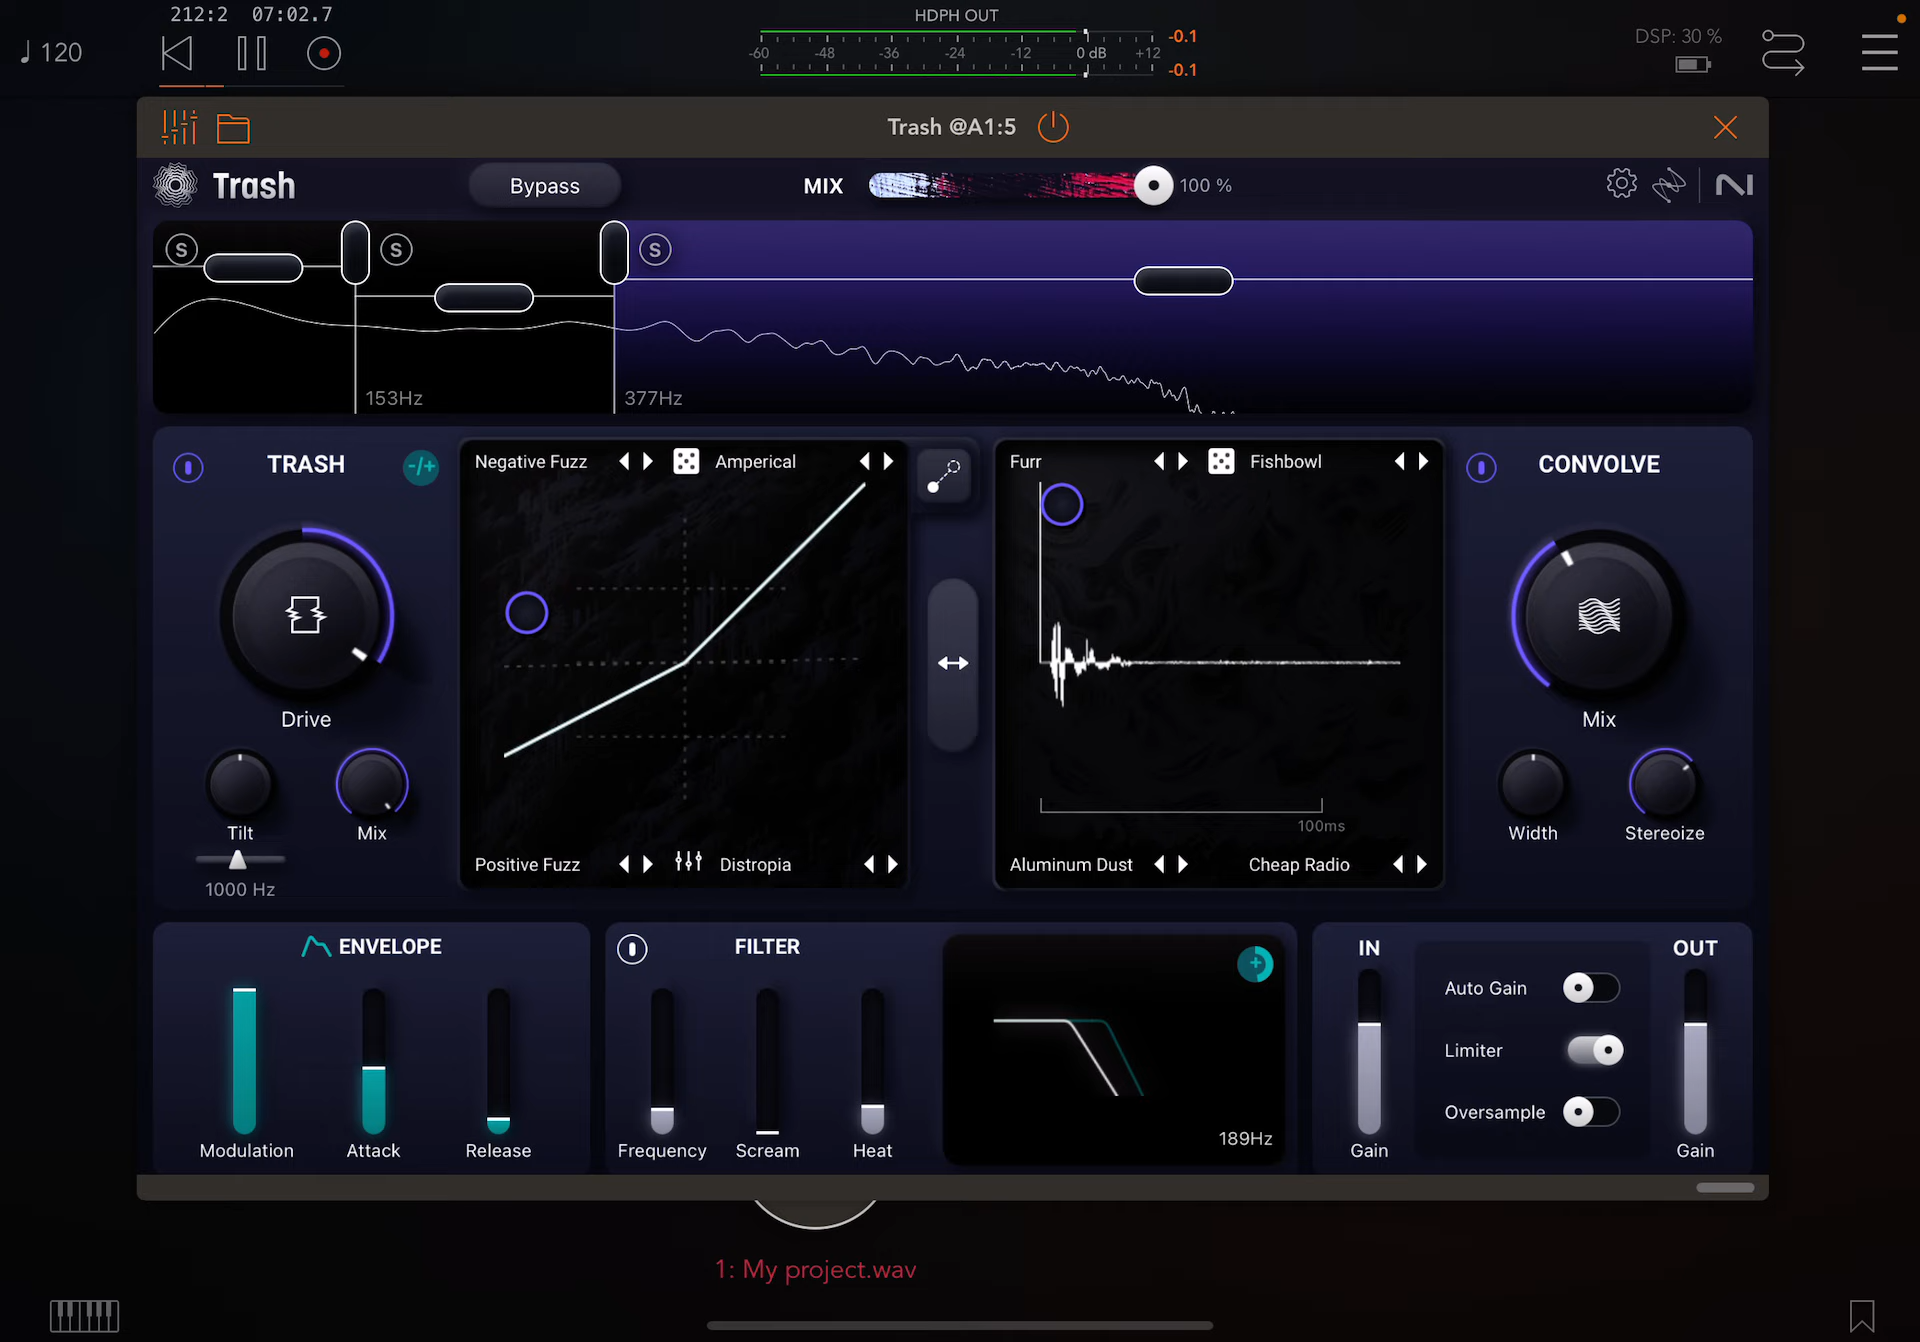 212:2 07:02.7
120
HDPH OUT
-60 -48 -36 -24 -12 0 dB +12
-0.1
-0.1
DSP: 30 %
Trash @A1:5
Trash
Bypass
MIX
100 %
S
S
S
153Hz
377Hz
TRASH
-/+
Negative Fuzz
Amperical
Furr
Fishbowl
CONVOLVE
Drive
Mix
Tilt
Mix
1000 Hz
Width
Stereoize
100ms
Positive Fuzz
Distropia
Aluminum Dust
Cheap Radio
ENVELOPE
Modulation
Attack
Release
FILTER
Frequency
Scream
Heat
+
189Hz
IN
OUT
Auto Gain
Limiter
Oversample
Gain
Gain
1: My project.wav